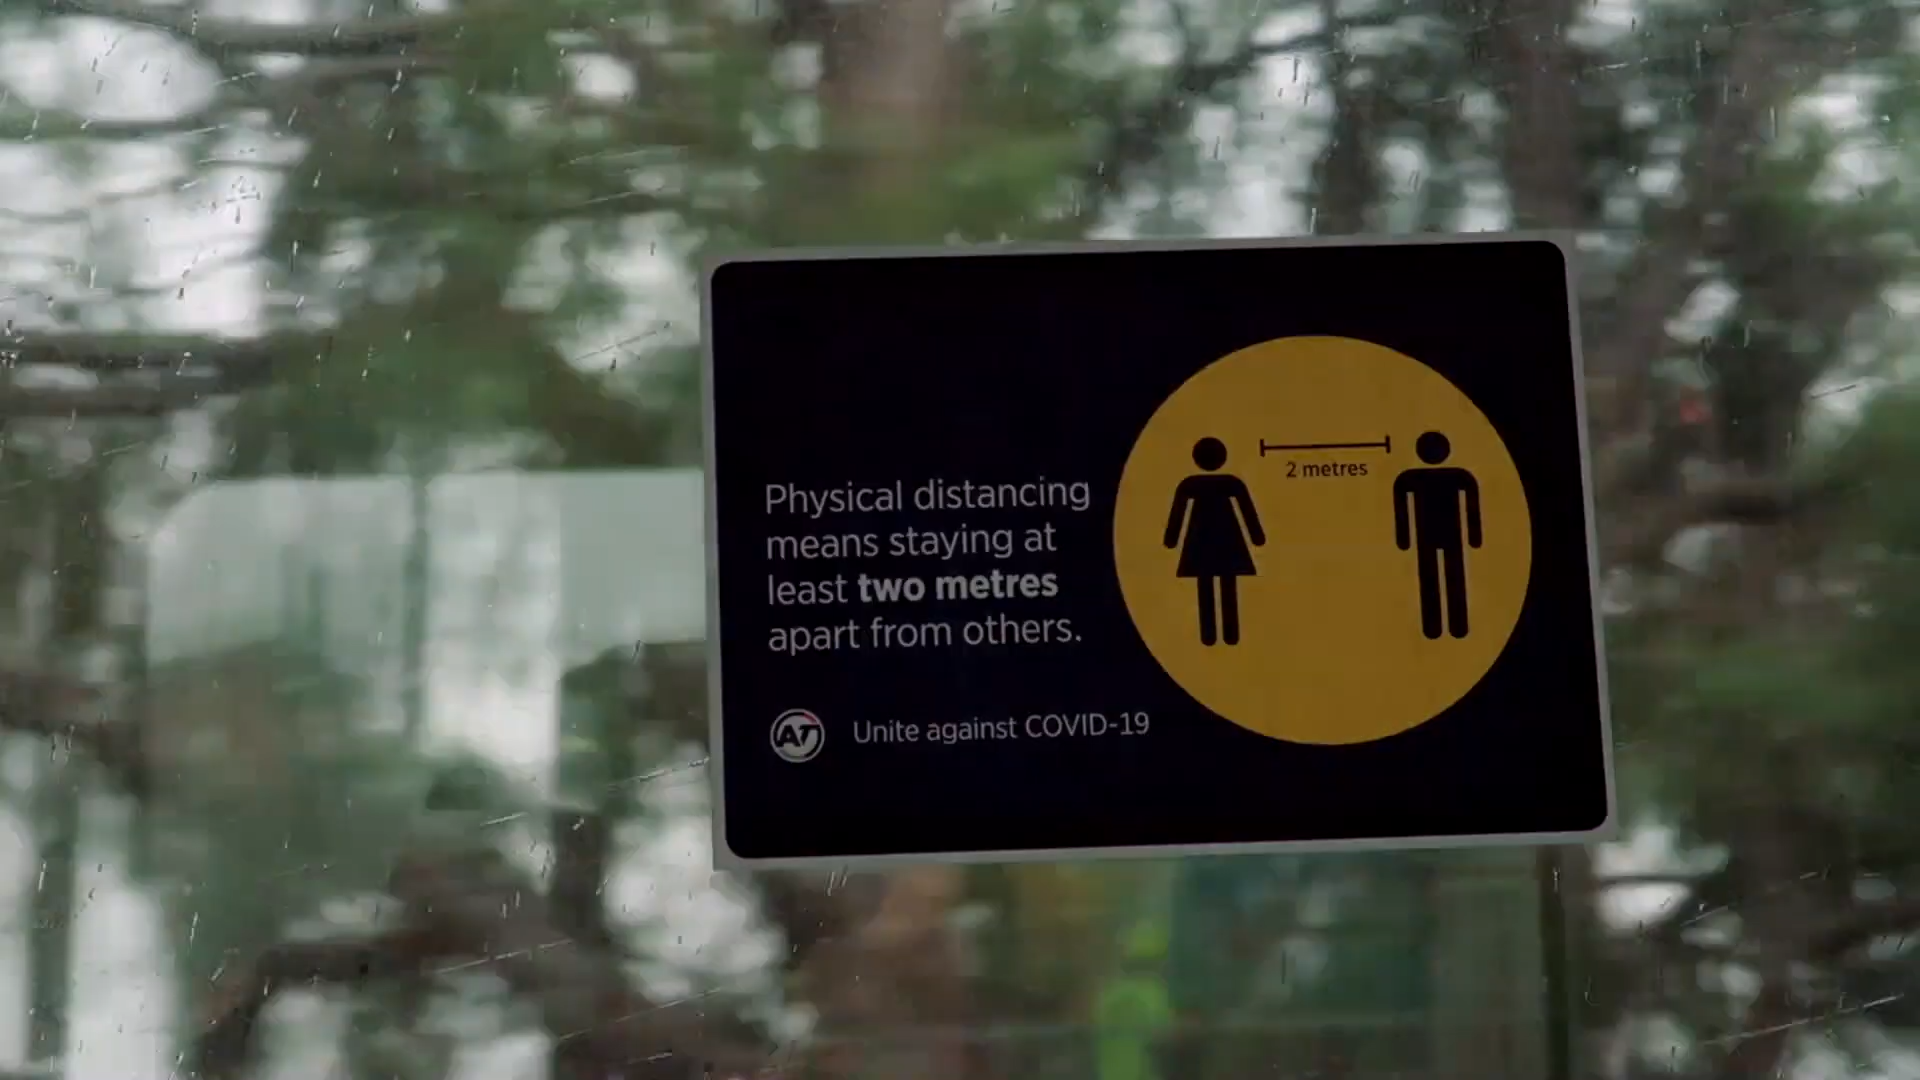 Physical distancing
means staying at
least two metres
apart from others.
2 metres
AT
Unite against COVID-19